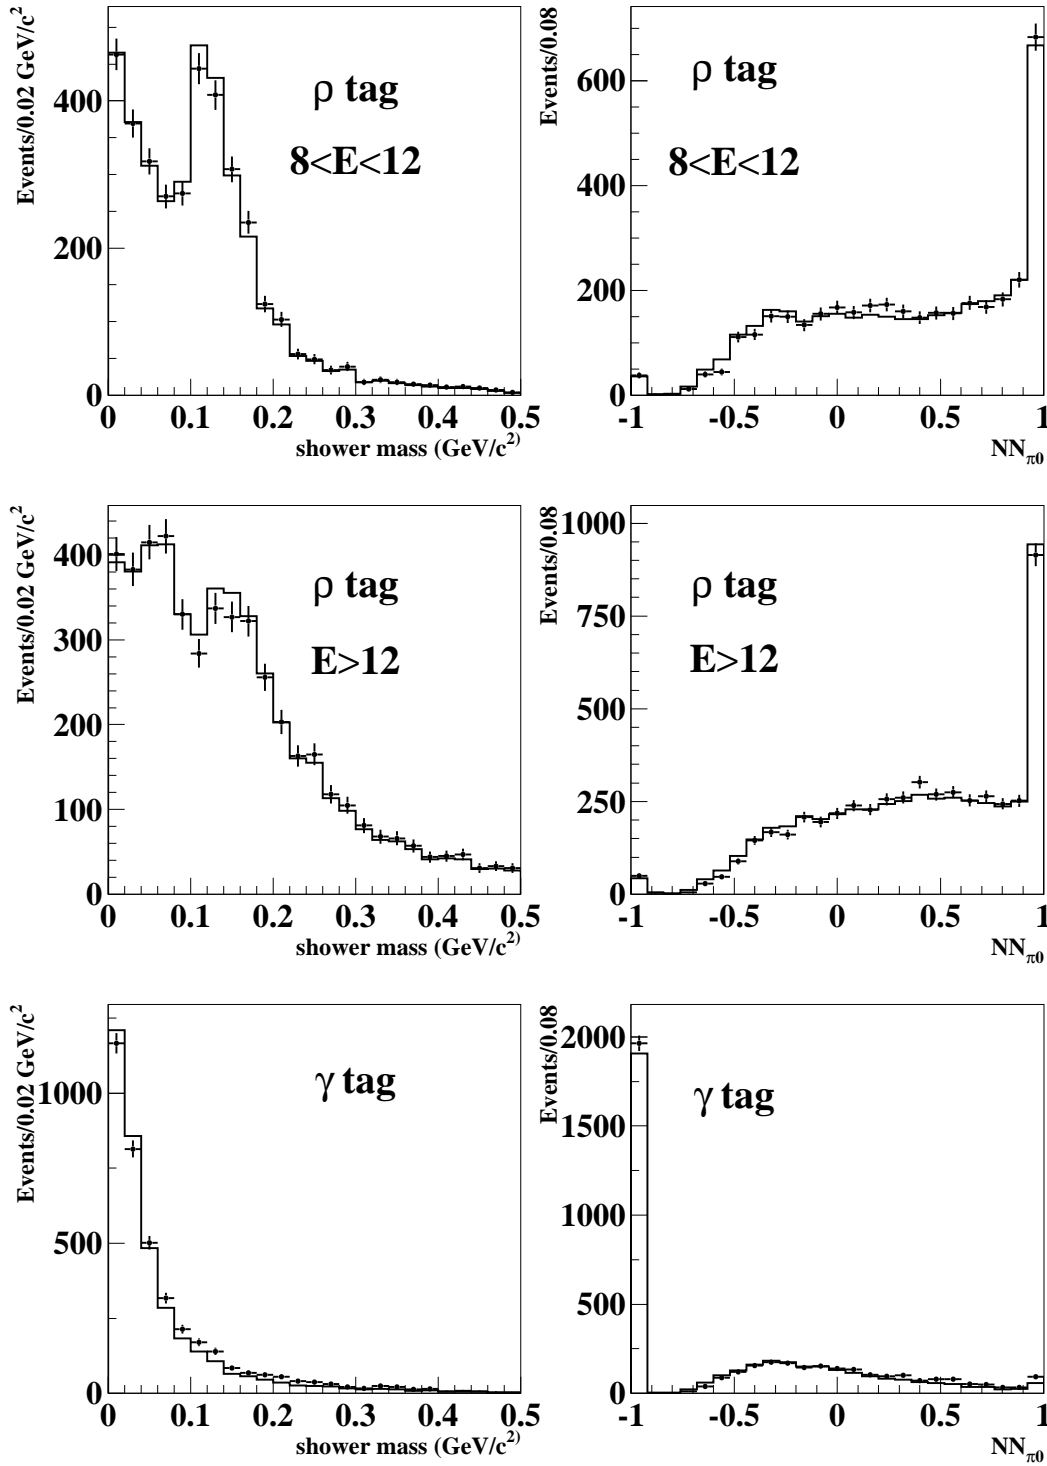 Events/0.02 GeV/c²
400
200
0
ρ tag
8<E<12
0 0.1 0.2 0.3 0.4 0.5
shower mass (GeV/c²)
Events/0.08
600
400
200
0
ρ tag
8<E<12
-1 -0.5 0 0.5 1
NN_π0
Events/0.02 GeV/c²
400
300
200
100
0
ρ tag
E>12
0 0.1 0.2 0.3 0.4 0.5
shower mass (GeV/c²)
Events/0.08
1000
750
500
250
0
ρ tag
E>12
-1 -0.5 0 0.5 1
NN_π0
Events/0.02 GeV/c²
1000
500
0
γ tag
0 0.1 0.2 0.3 0.4 0.5
shower mass (GeV/c²)
Events/0.08
2000
1500
1000
500
0
γ tag
-1 -0.5 0 0.5 1
NN_π0